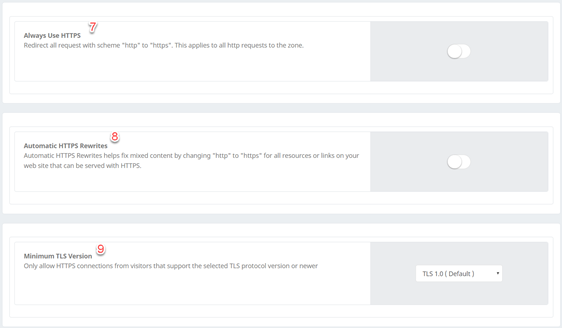 7
Always Use HTTPS
Redirect all request with scheme "http" to "https". This applies to all http requests to the zone.
8
Automatic HTTPS Rewrites
Automatic HTTPS Rewrites helps fix mixed content by changing "http" to "https" for all resources or links on your
web site that can be served with HTTPS.
9
Minimum TLS Version
Only allow HTTPS connections from visitors that support the selected TLS protocol version or newer
TLS 1.0 ( Default )